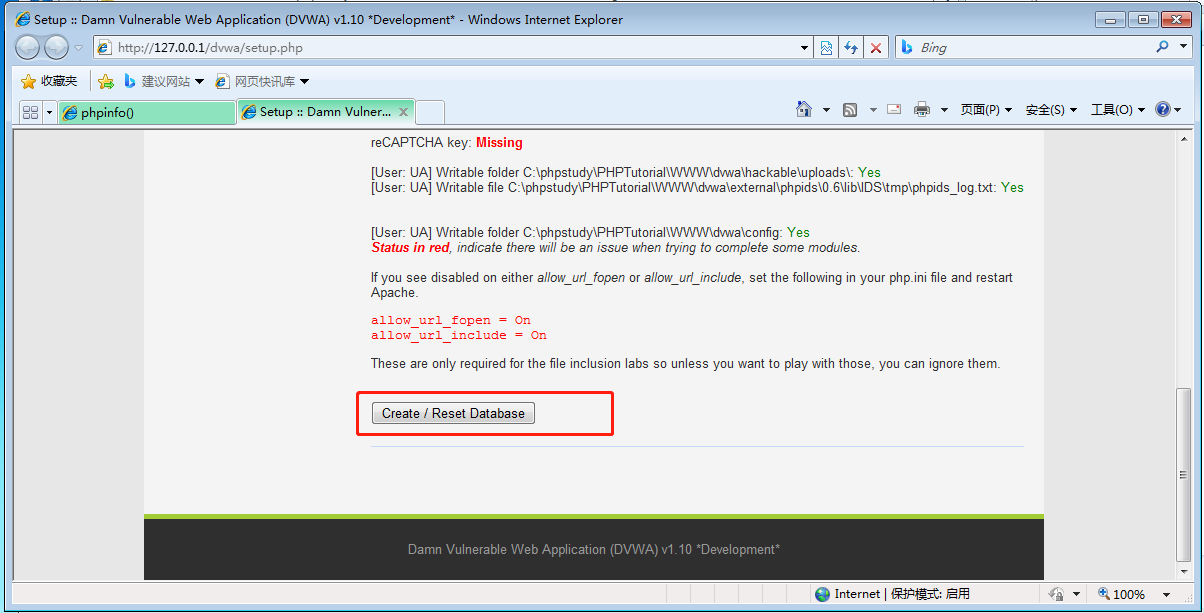 Setup :: Damn Vulnerable Web Application (DVWA) v1.10 *Development* - Windows Internet Explorer
http://127.0.0.1/dvwa/setup.php
Bing
收藏夹 建议网站 网页快讯库
phpinfo() Setup :: Damn Vulner... 页面(P) 安全(S) 工具(O)
reCAPTCHA key: Missing
[User: UA] Writable folder C:\phpstudy\PHPTutorial\WWW\dvwa\hackable\uploads\: Yes
[User: UA] Writable file C:\phpstudy\PHPTutorial\WWW\dvwa\external\phpids\0.6\lib\IDS\tmp\phpids_log.txt: Yes
[User: UA] Writable folder C:\phpstudy\PHPTutorial\WWW\dvwa\config: Yes
Status in red, indicate there will be an issue when trying to complete some modules.
If you see disabled on either allow_url_fopen or allow_url_include, set the following in your php.ini file and restart
Apache.
allow_url_fopen = On
allow_url_include = On
These are only required for the file inclusion labs so unless you want to play with those, you can ignore them.
Create / Reset Database
Damn Vulnerable Web Application (DVWA) v1.10 *Development*
Internet | 保护模式: 启用 100%